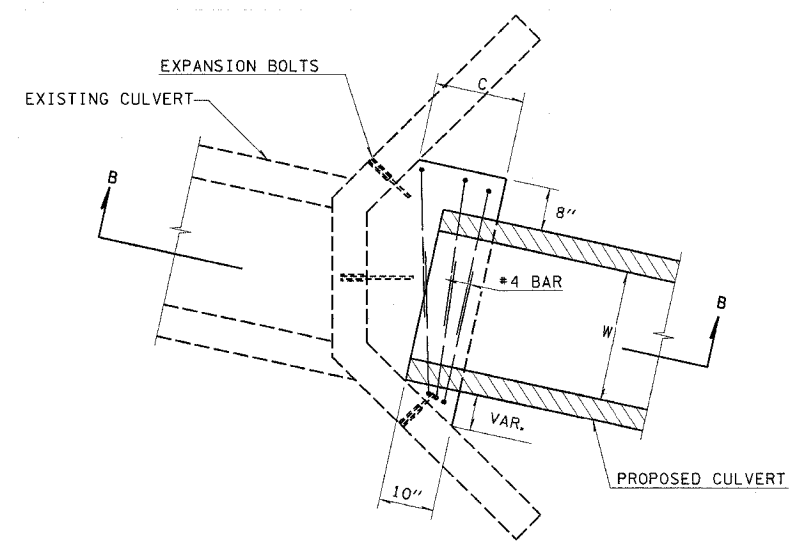 EXPANSION BOLTS
C
EXISTING CULVERT
B
8"
#4 BAR
B
W
VAR.
PROPOSED CULVERT
10"